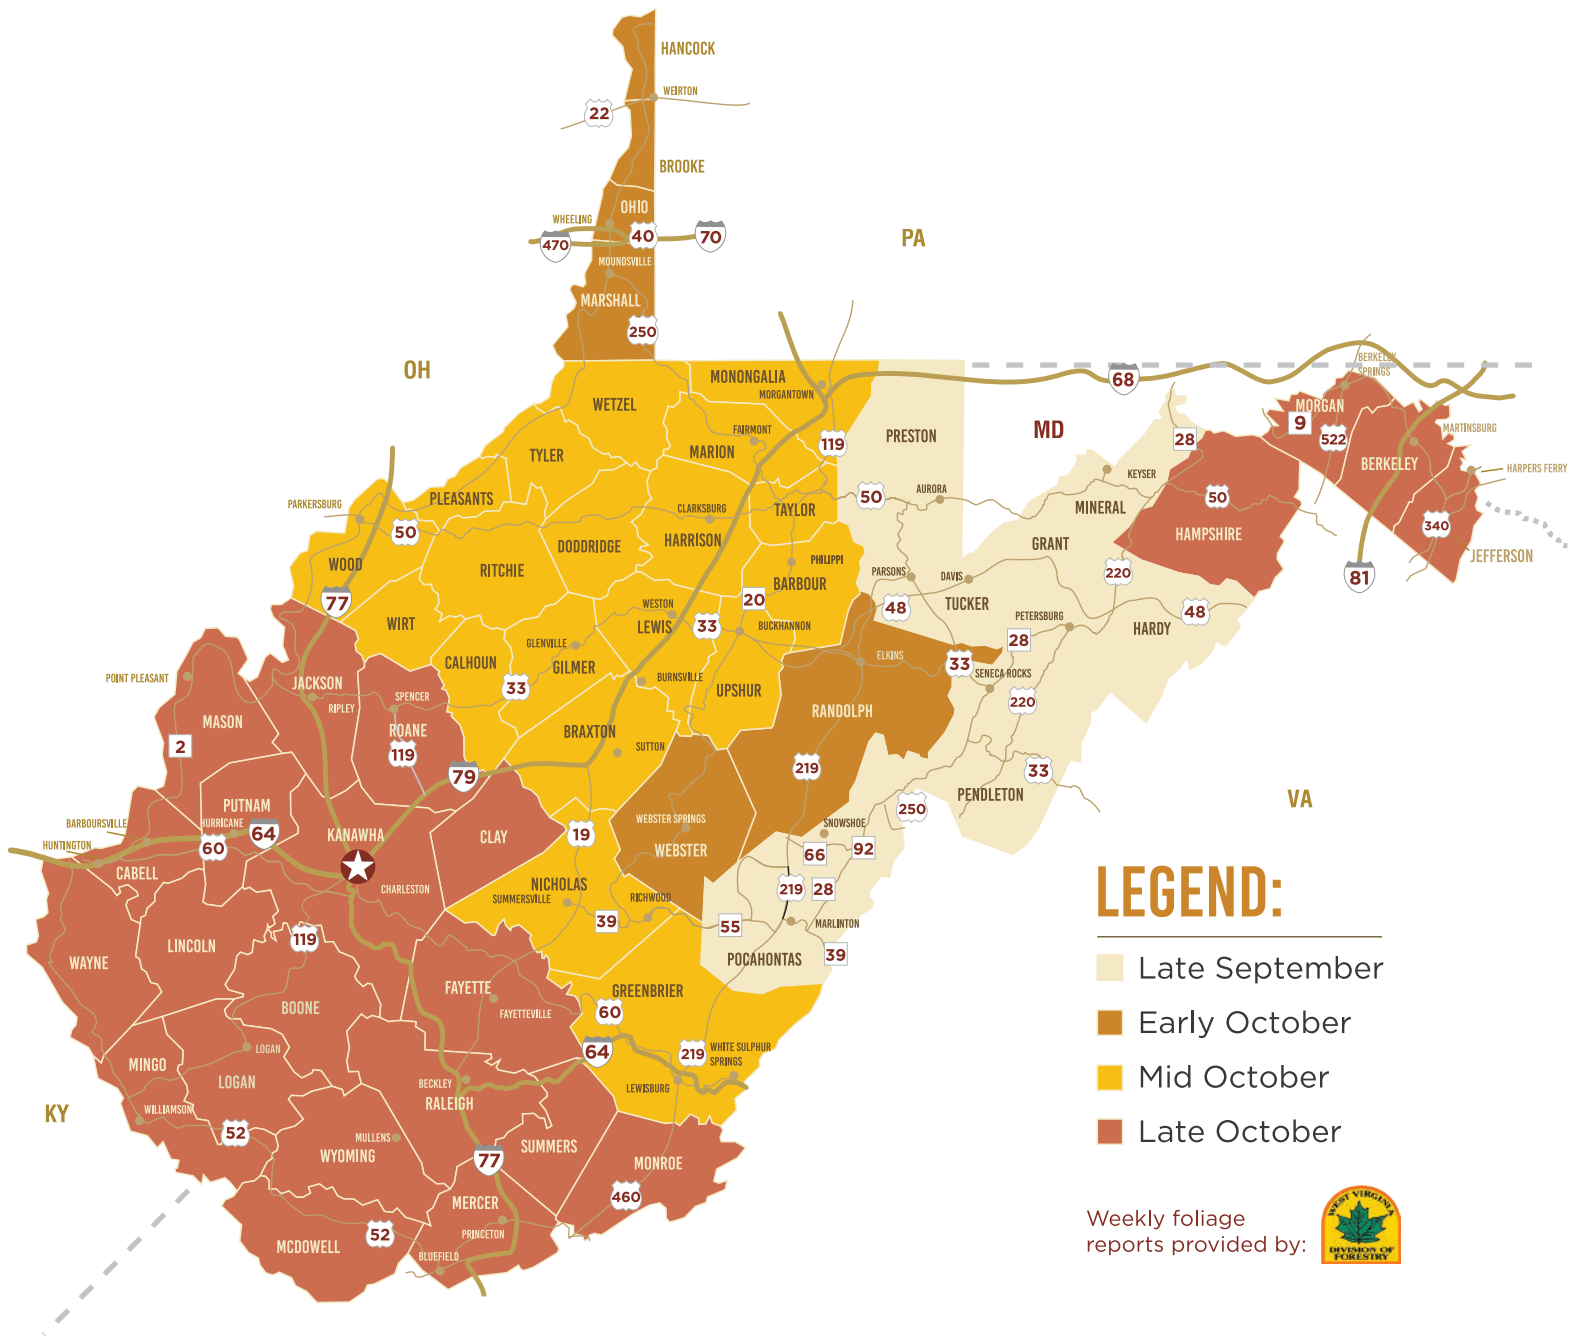 HANCOCK
WEIRTON
22
BROOKE
OHIO
WHEELING
470
40
70
PA
MOUNDSVILLE
MARSHALL
250
OH
MONONGALIA
MORGANTOWN
68
BERKELEY
SPRINGS
WETZEL
MORGAN
9
522
MARTINSBURG
FAIRMONT
119
PRESTON
MD
28
MARION
TYLER
BERKELEY
HARPERS FERRY
KEYSER
PLEASANTS
PARKERSBURG
50
AURORA
50
MINERAL
CLARKSBURG
TAYLOR
340
50
HAMPSHIRE
HARRISON
DODDRIDGE
GRANT
JEFFERSON
WOOD
RITCHIE
PHILIPPI
BARBOUR
PARSONS
DAVIS
220
81
77
20
WESTON
48
TUCKER
48
WIRT
LEWIS
33
BUCKHANNON
PETERSBURG
HARDY
GLENVILLE
28
CALHOUN
GILMER
ELKINS
33
SENECA ROCKS
POINT PLEASANT
JACKSON
BURNSVILLE
33
UPSHUR
SPENCER
220
RIPLEY
RANDOLPH
MASON
ROANE
BRAXTON
2
119
SUTTON
79
219
33
PENDLETON
VA
PUTNAM
250
BARBOURSVILLE
HURRICANE
64
KANAWHA
CLAY
19
WEBSTER SPRINGS
SNOWSHOE
HUNTINGTON
60
WEBSTER
66
92
CABELL
CHARLESTON
NICHOLAS
SUMMERSVILLE
RICHWOOD
219
28
39
55
MARLINTON
LINCOLN
119
39
WAYNE
POCAHONTAS
FAYETTE
GREENBRIER
BOONE
FAYETTEVILLE
60
LOGAN
64
219
WHITE SULPHUR
SPRINGS
MINGO
LOGAN
BECKLEY
LEWISBURG
RALEIGH
KY
WILLIAMSON
52
MULLENS
WYOMING
SUMMERS
77
MONROE
460
MERCER
52
PRINCETON
MCDOWELL
BLUEFIELD
LEGEND:
Late September
Early October
Mid October
Late October
Weekly foliage
reports provided by:
WEST VIRGINIA
DIVISION OF
FORESTRY